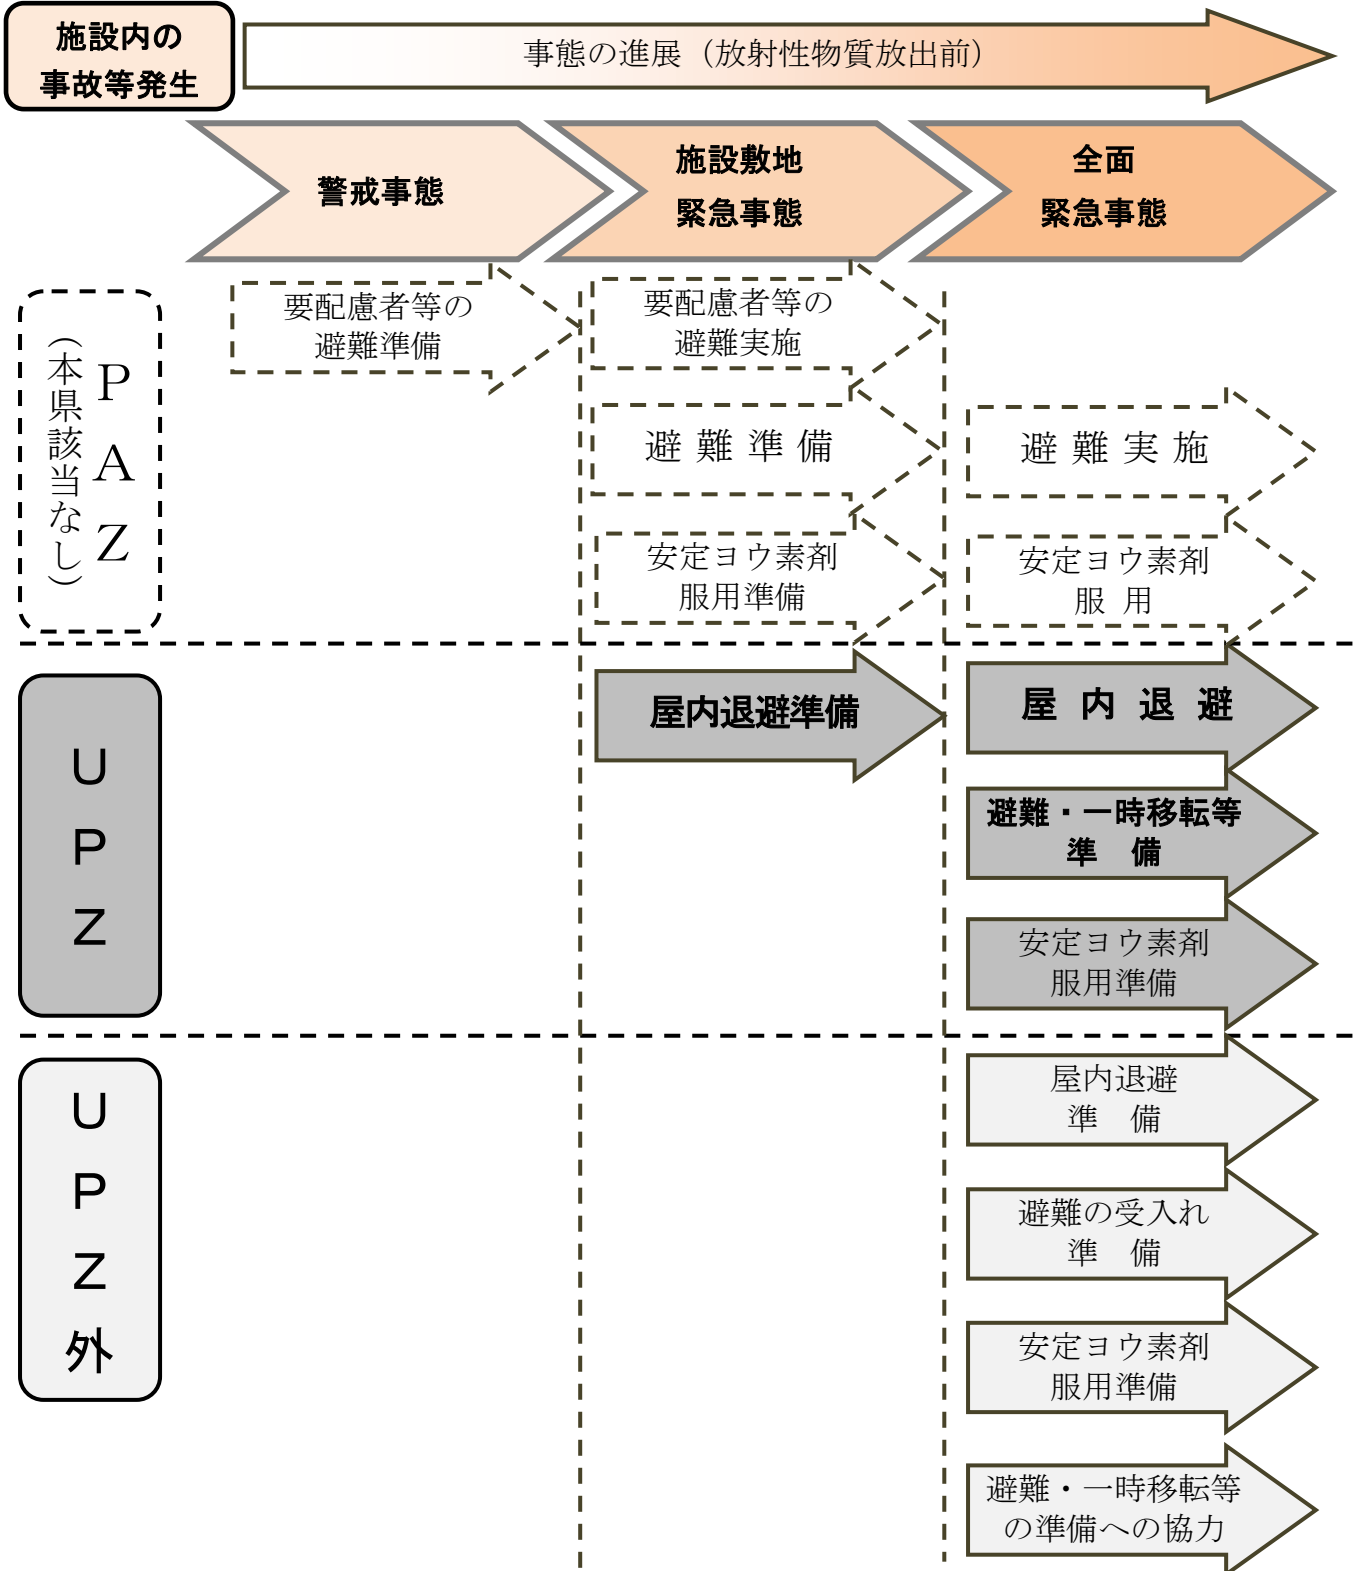 施設内の
事故等発生
事態の進展（放射性物質放出前）
警戒事態
施設敷地
緊急事態
全面
緊急事態
ＰＡＺ
（本県該当なし）
要配慮者等の
避難準備
要配慮者等の
避難実施
避 難 準 備
避 難 実 施
安定ヨウ素剤
服用準備
安定ヨウ素剤
服 用
ＵＰＺ
屋内退避準備
屋 内 退 避
避難・一時移転等
準　備
安定ヨウ素剤
服用準備
ＵＰＺ外
屋内退避
準　備
避難の受入れ
準　備
安定ヨウ素剤
服用準備
避難・一時移転等
の準備への協力